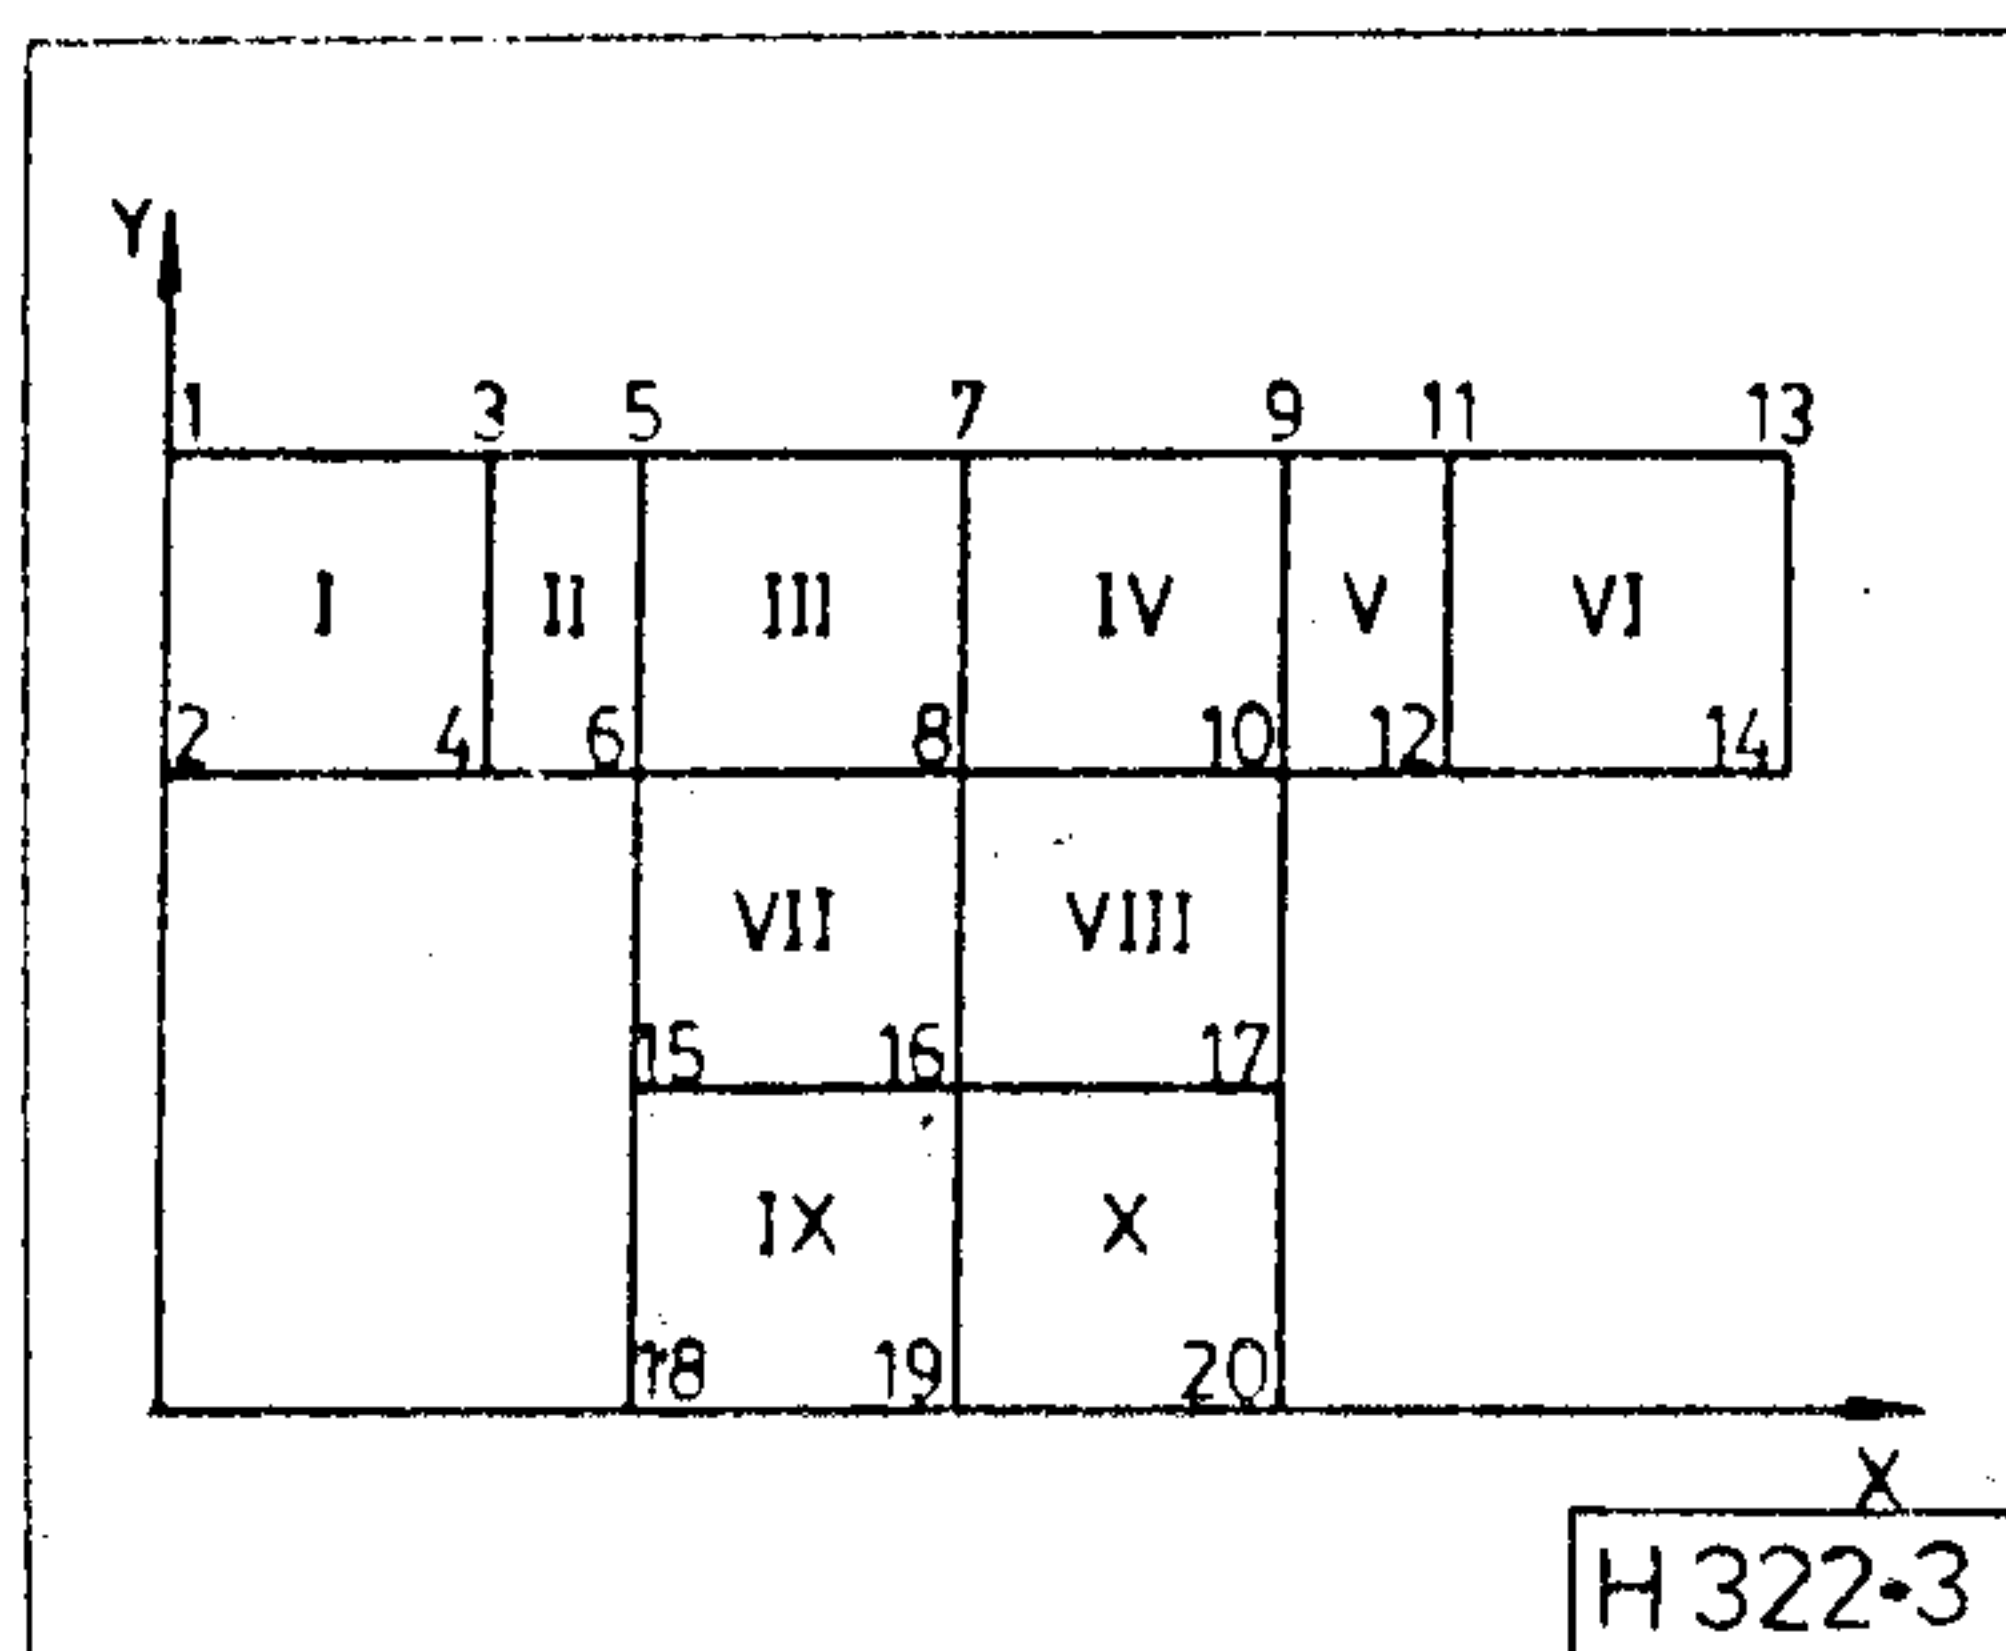 Y
1 3 5 7 9 11 13
I II III IV V VI
2 4 6 8 10 12 14
VII VIII
15 16 17
IX X
18 19 20
X
H 322•3